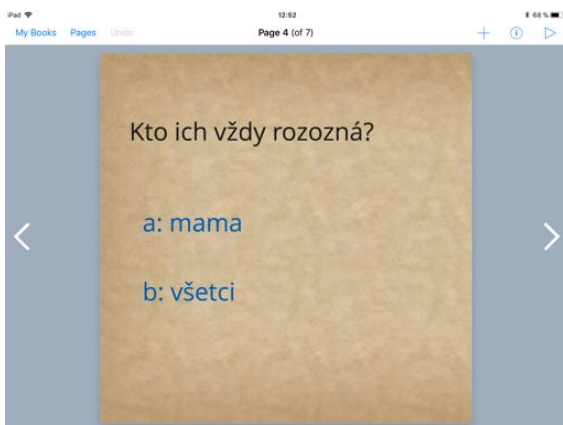 iPad 12:52 68 %
My Books Pages Undo Page 4 (of 7)
Kto ich vždy rozozná?
a: mama
b: všetci